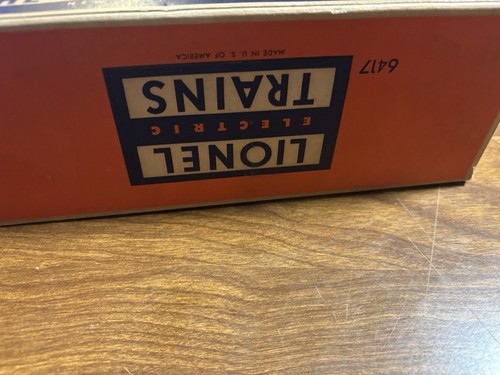 6417
LIONEL
ELECTRIC
TRAINS
MADE IN U. S. OF AMERICA